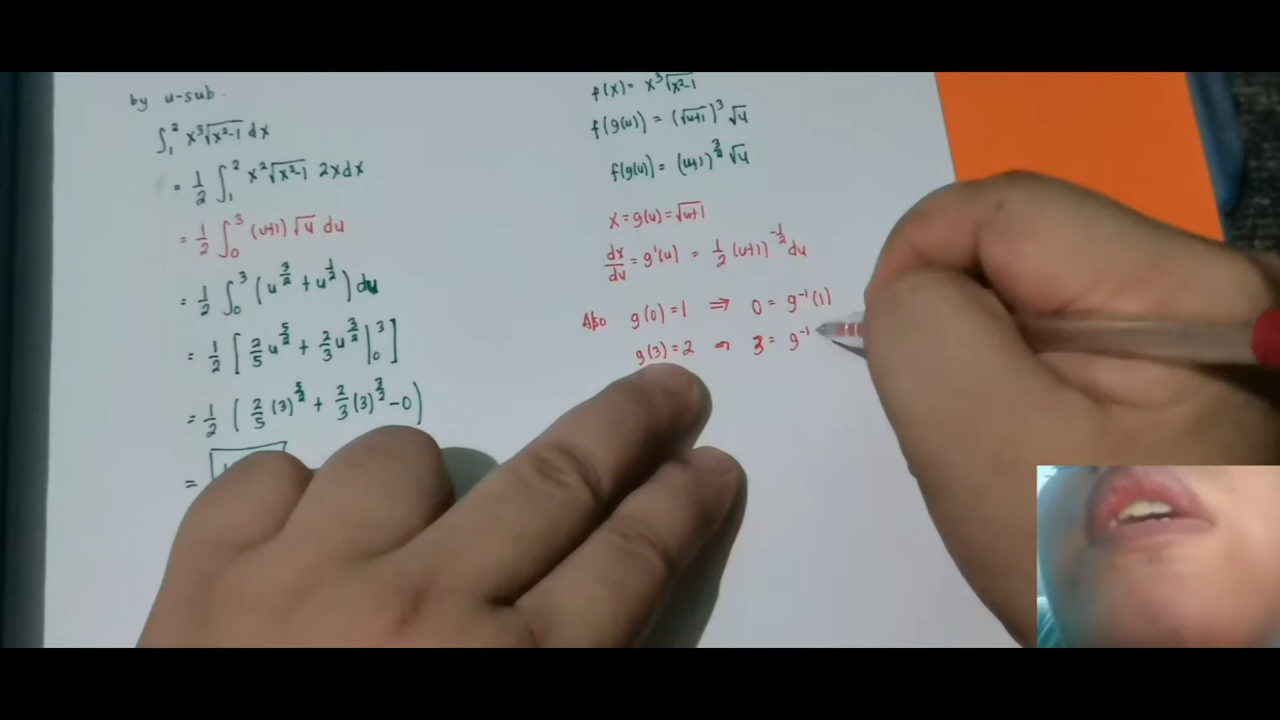 by u-sub.
∫₁² x³√(x²-1) dx
= 1/2 ∫₁² x²√(x²-1) 2x dx
= 1/2 ∫₀³ (u+1) √u du
= 1/2 ∫₀³ (u^(3/2) + u^(1/2)) du
= 1/2 [ 2/5 u^(5/2) + 2/3 u^(3/2) |₀³ ]
= 1/2 ( 2/5 (3)^(5/2) + 2/3 (3)^(3/2) - 0 )
=
f(x) = x³√(x²-1)
f(g(u)) = (√(u+1))³ √u
f(g(u)) = (u+1)^(3/2) √u
x = g(u) = √(u+1)
dx/du = g'(u) = 1/2 (u+1)^(-1/2) du
Also g(0) = 1 ⇒ 0 = g⁻¹(1)
g(3) = 2 ⇒ 3 = g⁻¹